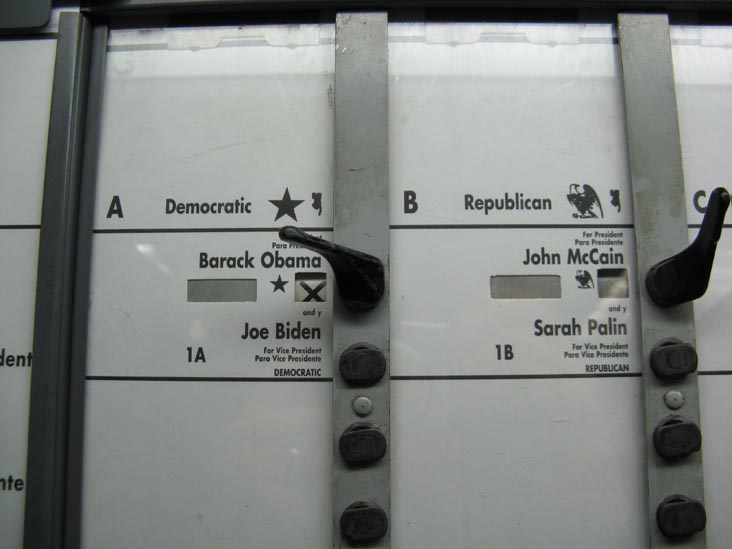 A Democratic
For President
Para Presidente
Barack Obama
X
and y
Joe Biden
1A
For Vice President
Para Vice Presidente
DEMOCRATIC
B Republican
For President
Para Presidente
John McCain
and y
Sarah Palin
1B
For Vice President
Para Vice Presidente
REPUBLICAN
C
dent
nte